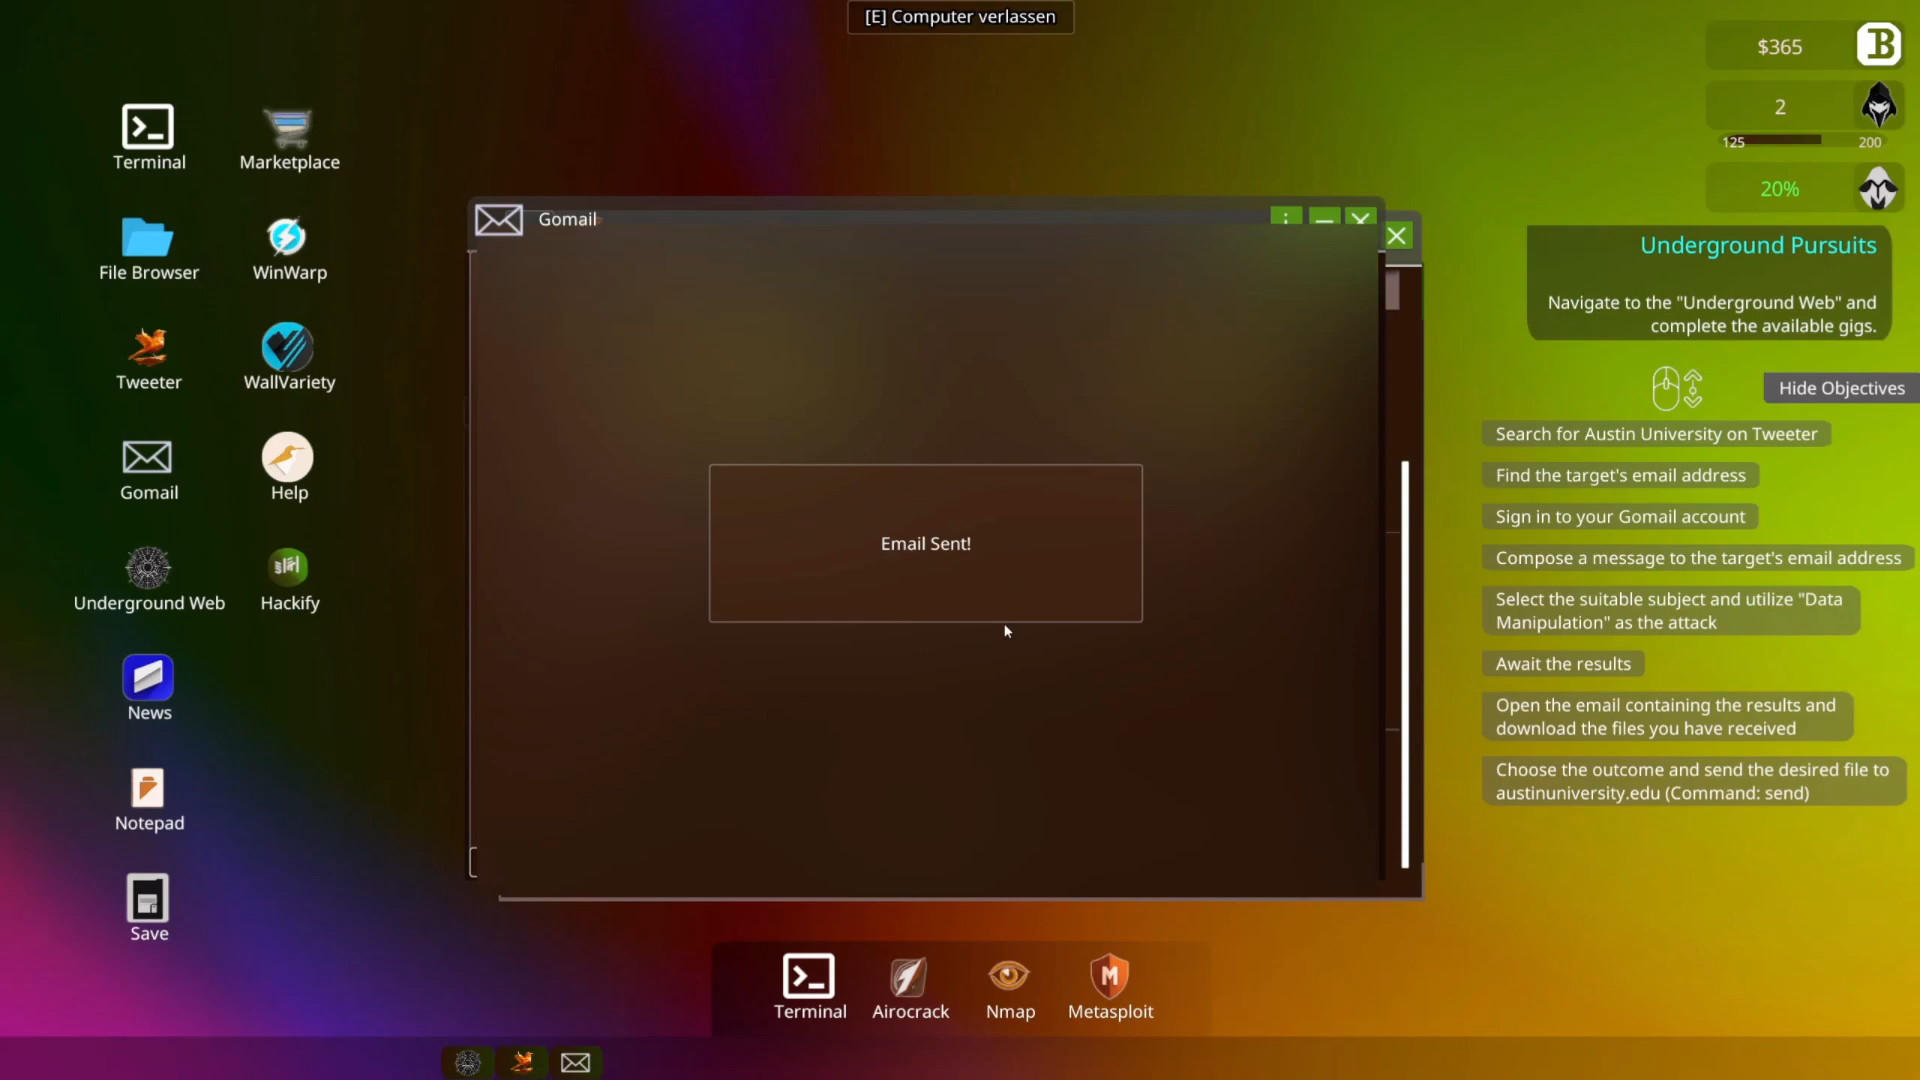 [E] Computer verlassen
$365
B
2
125
200
20%
Underground Pursuits
Navigate to the "Underground Web" and
complete the available gigs.
Hide Objectives
Search for Austin University on Tweeter
Find the target's email address
Sign in to your Gomail account
Compose a message to the target's email address
Select the suitable subject and utilize "Data
Manipulation" as the attack
Await the results
Open the email containing the results and
download the files you have received
Choose the outcome and send the desired file to
austinuniversity.edu (Command: send)
Terminal
Marketplace
File Browser
WinWarp
Tweeter
WallVariety
Gomail
Help
Underground Web
Hackify
News
Notepad
Save
Gomail
Email Sent!
Terminal
Airocrack
Nmap
M
Metasploit